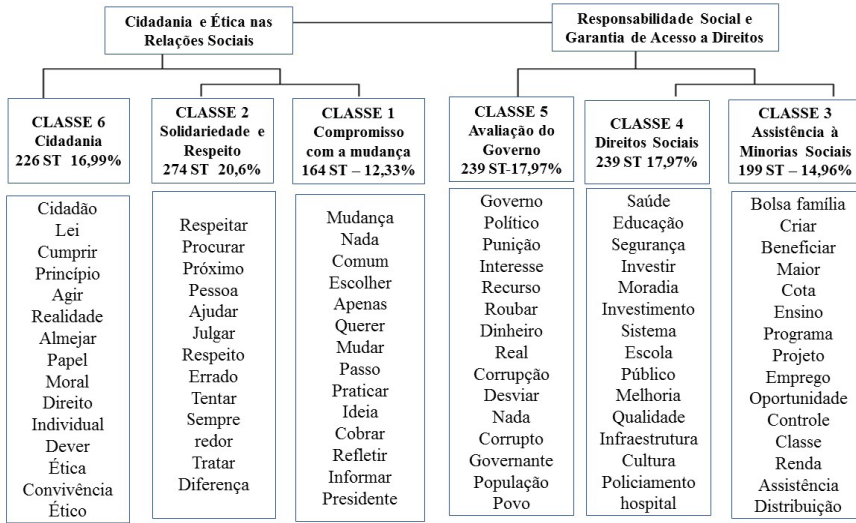 Cidadania e Ética nas
Relações Sociais
Responsabilidade Social e
Garantia de Acesso a Direitos
CLASSE 6
Cidadania
226 ST 16,99%
Cidadão
Lei
Cumprir
Princípio
Agir
Realidade
Almejar
Papel
Moral
Direito
Individual
Dever
Ética
Convivência
Ético
CLASSE 2
Solidariedade e
Respeito
274 ST 20,6%
Respeitar
Procurar
Próximo
Pessoa
Ajudar
Julgar
Respeito
Errado
Tentar
Sempre
redor
Tratar
Diferença
CLASSE 1
Compromisso
com a mudança
164 ST – 12,33%
Mudança
Nada
Comum
Escolher
Apenas
Querer
Mudar
Passo
Praticar
Ideia
Cobrar
Refletir
Informar
Presidente
CLASSE 5
Avaliação do
Governo
239 ST-17,97%
Governo
Político
Punição
Interesse
Recurso
Roubar
Dinheiro
Real
Corrupção
Desviar
Nada
Corrupto
Governante
População
Povo
CLASSE 4
Direitos Sociais
239 ST 17,97%
Saúde
Educação
Segurança
Investir
Moradia
Investimento
Sistema
Escola
Público
Melhoria
Qualidade
Infraestrutura
Cultura
Policiamento
hospital
CLASSE 3
Assistência à
Minorias Sociais
199 ST – 14,96%
Bolsa família
Criar
Beneficiar
Maior
Cota
Ensino
Programa
Projeto
Emprego
Oportunidade
Controle
Classe
Renda
Assistência
Distribuição